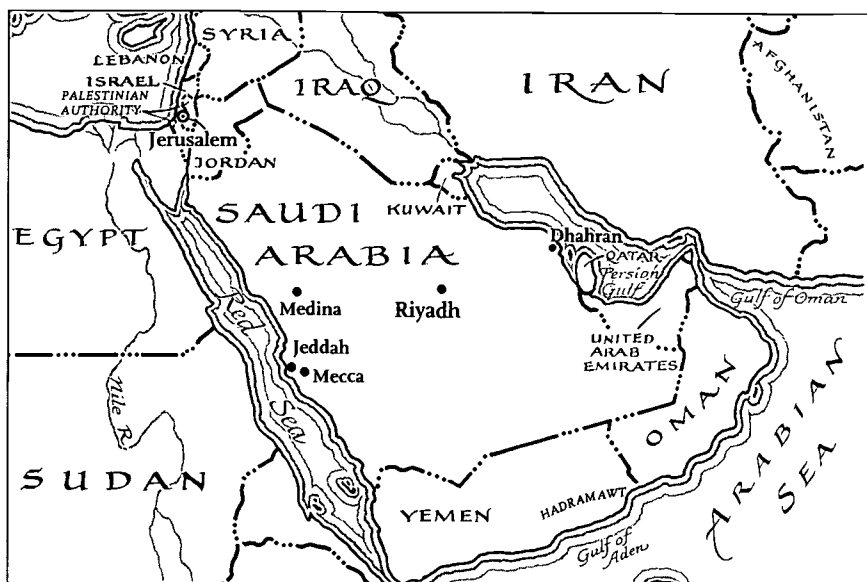 SYRIA
LEBANON
ISRAEL
PALESTINIAN
AUTHORITY
Jerusalem
JORDAN
IRAQ
IRAN
AFGHANISTAN
KUWAIT
EGYPT
SAUDI
ARABIA
Dhahran
QATAR
Persion
Gulf
Gulf of Oman
Medina
Riyadh
Red
Sea
UNITED
ARAB
EMIRATES
Jeddah
Mecca
Nile R.
OMAN
ARABIAN
SEA
SUDAN
YEMEN
HADRAMAWT
Gulf of
Aden